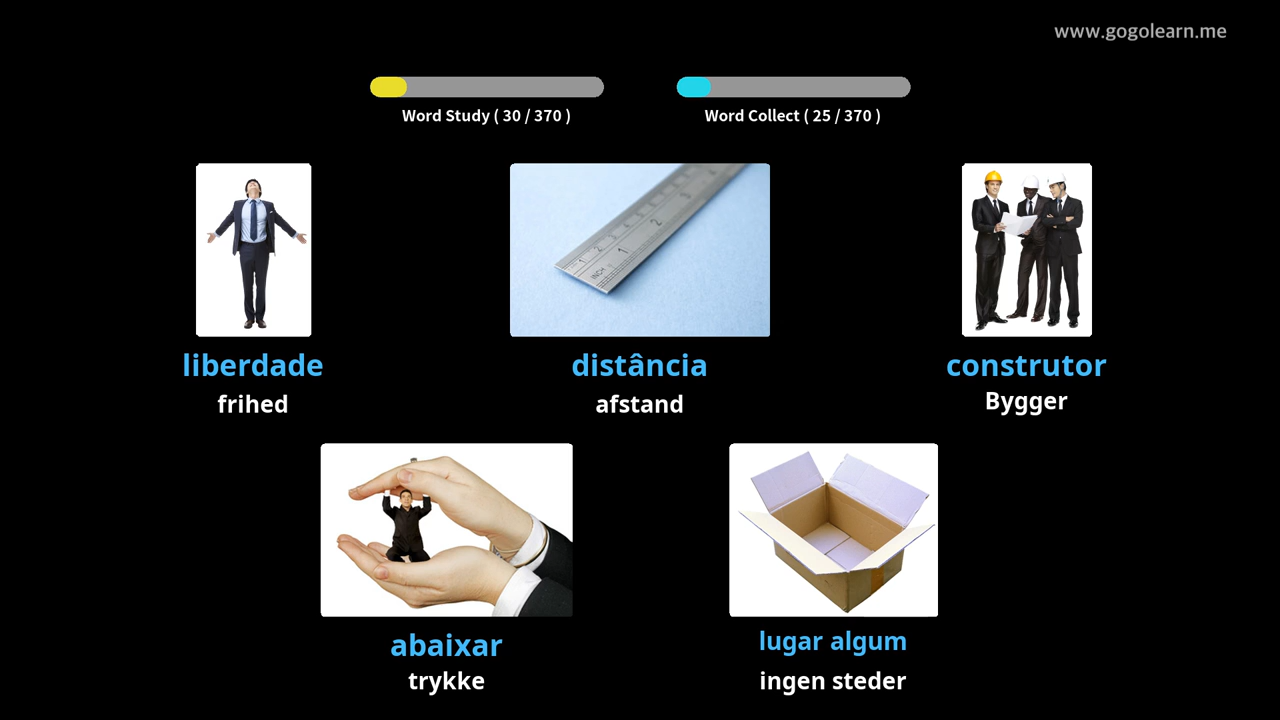 www.gogolearn.me
Word Study ( 30 / 370 )
Word Collect ( 25 / 370 )
liberdade
frihed
distância
afstand
construtor
Bygger
abaixar
trykke
lugar algum
ingen steder